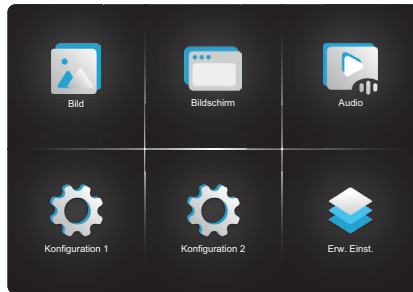 Bild
Bildschirm
Audio
Konfiguration 1
Konfiguration 2
Erw. Einst.